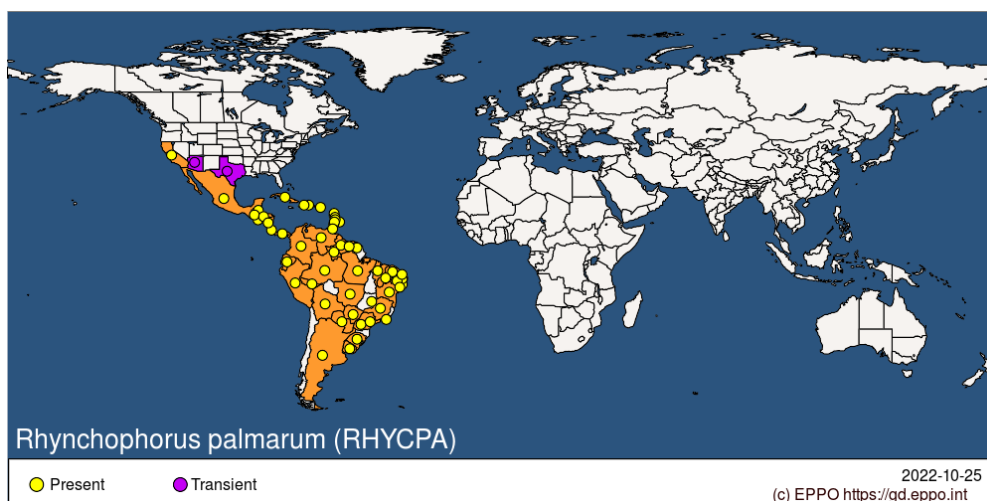 Rhynchophorus palmarum (RHYCPA)
Present
Transient
2022-10-25
(c) EPPO https://gd.eppo.int